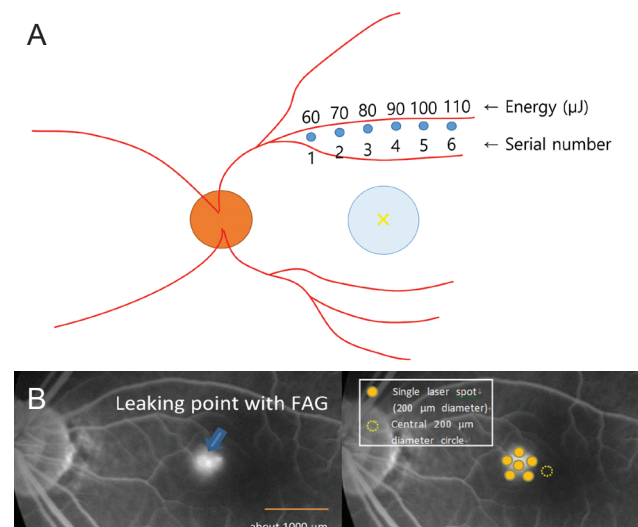 A
60 70 80 90 100 110 ← Energy (µJ)
1 2 3 4 5 6 ← Serial number
B
Leaking point with FAG
about 1000 µm
Single laser spot
(200 µm diameter)
Central 200 µm
diameter circle